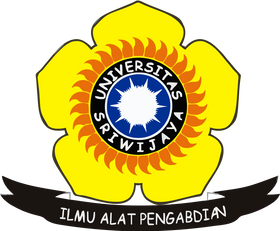 UNIVERSITAS
SRIWIJAYA
ILMU ALAT PENGABDIAN